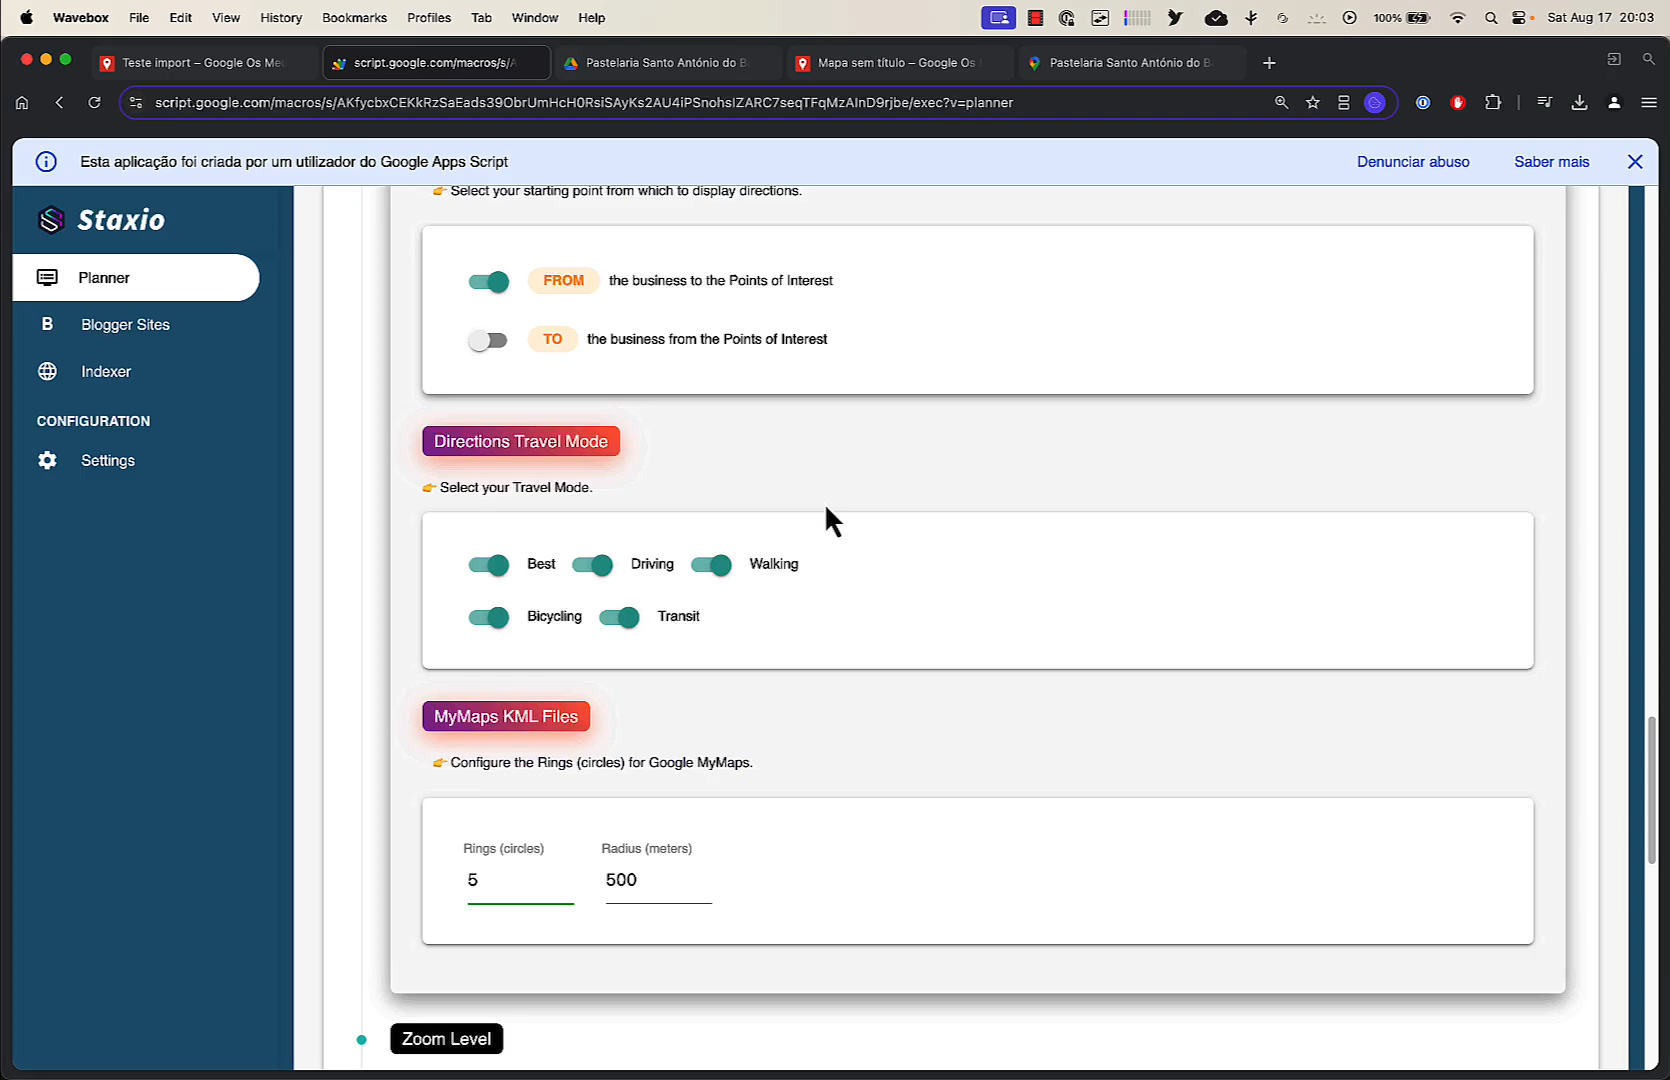 Wavebox File Edit View History Bookmarks Profiles Tab Window Help
100% Sat Aug 17 20:03
Teste import – Google Os Me
script.google.com/macros/s/A
Pastelaria Santo António do B
Mapa sem título – Google Os
Pastelaria Santo António do B
script.google.com/macros/s/AKfycbxCEKkRzSaEads39ObrUmHcH0RsiSAyKs2AU4iPSnohsIZARC7seqTFqMzAInD9rjbe/exec?v=planner
Esta aplicação foi criada por um utilizador do Google Apps Script
Denunciar abuso
Saber mais
Staxio
Planner
B Blogger Sites
Indexer
CONFIGURATION
Settings
👉 Select your starting point from which to display directions.
FROM the business to the Points of Interest
TO the business from the Points of Interest
Directions Travel Mode
👉 Select your Travel Mode.
Best Driving Walking
Bicycling Transit
MyMaps KML Files
👉 Configure the Rings (circles) for Google MyMaps.
Rings (circles) Radius (meters)
5 500
Zoom Level